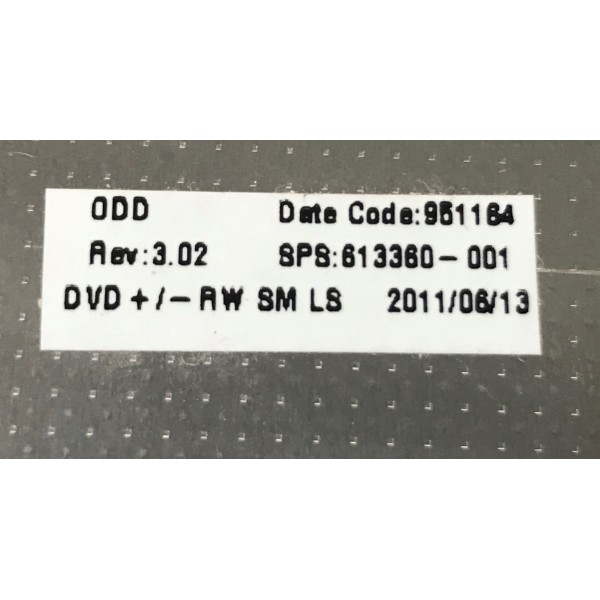 ODD Date Code:951164
Rev:3.02 SPS:613360-001
DVD +/-RW SM LS 2011/06/13